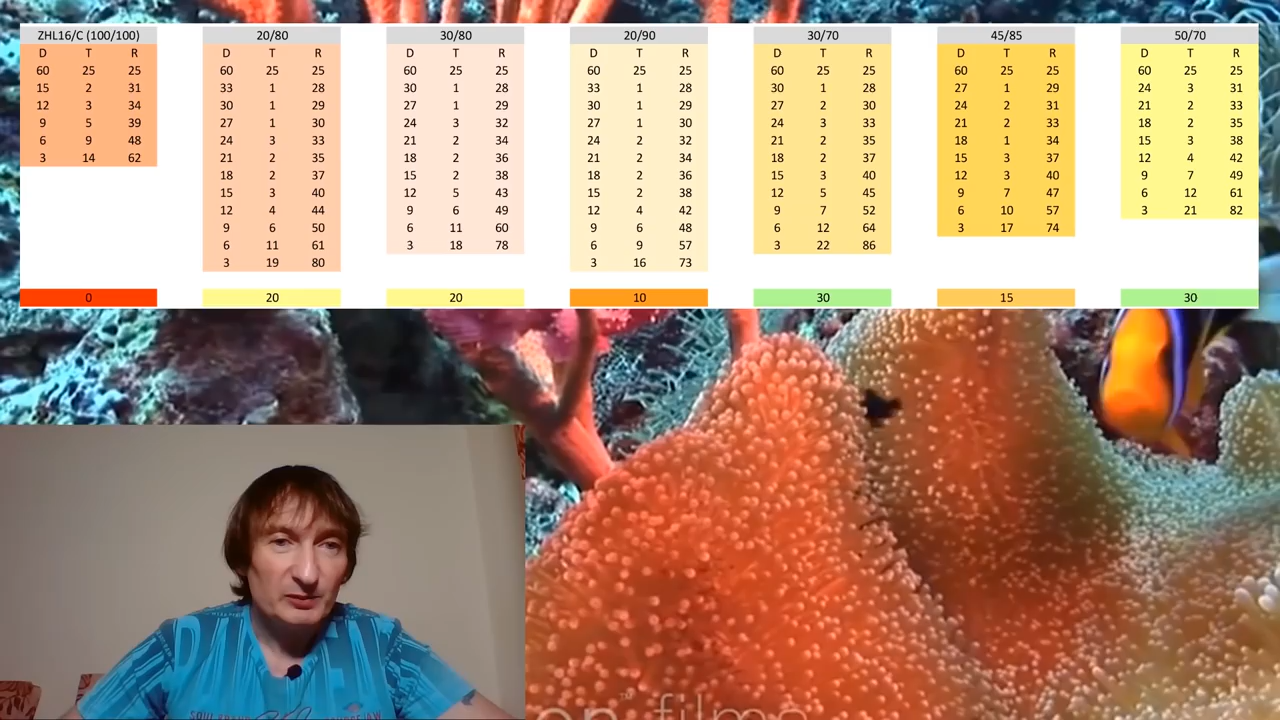 ZHL16/C (100/100) 20/80 30/80 20/90 30/70 45/85 50/70
D T R D T R D T R D T R D T R D T R D T R
60 25 25 60 25 25 60 25 25 60 25 25 60 25 25 60 25 25 60 25 25
15 2 31 33 1 28 30 1 28 33 1 28 30 1 28 27 1 29 24 3 31
12 3 34 30 1 29 27 1 29 30 1 29 27 2 30 24 2 31 21 2 33
9 5 39 27 1 30 24 3 32 27 1 30 24 3 33 21 2 33 18 2 35
6 9 48 24 3 33 21 2 34 24 2 32 21 2 35 18 1 34 15 3 38
3 14 62 21 2 35 18 2 36 21 2 34 18 2 37 15 3 37 12 4 42
18 2 37 15 2 38 18 2 36 15 3 40 12 3 40 9 7 49
15 3 40 12 5 43 15 2 38 12 5 45 9 7 47 6 12 61
12 4 44 9 6 49 12 4 42 9 7 52 6 10 57 3 21 82
9 6 50 6 11 60 9 6 48 6 12 64 3 17 74
6 11 61 3 18 78 6 9 57 3 22 86
3 19 80 3 16 73
0 20 20 10 30 15 30